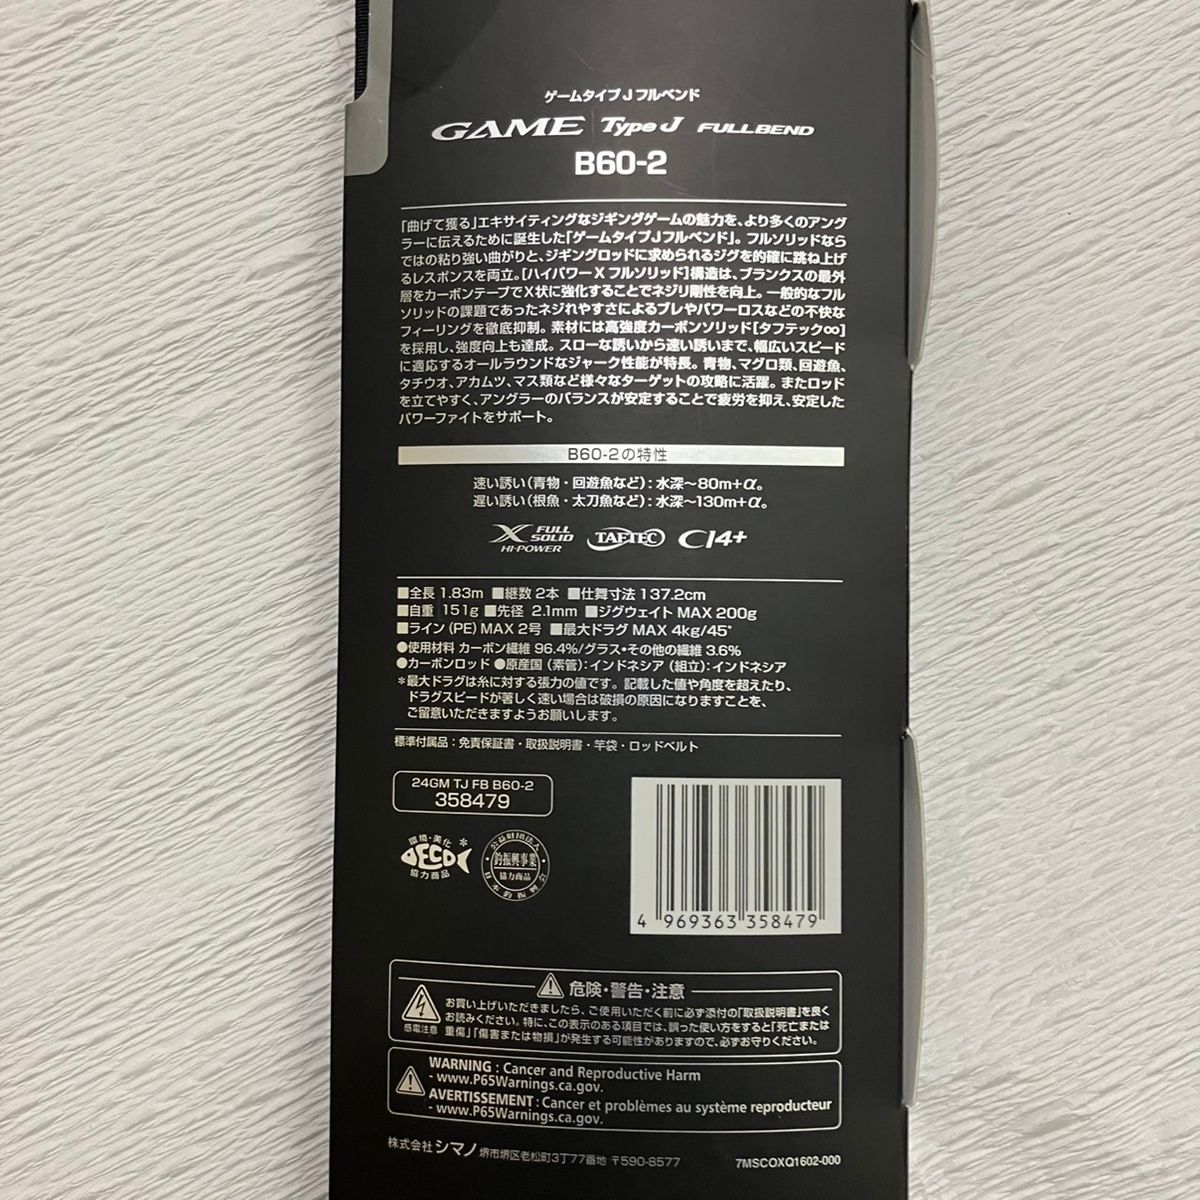 ゲームタイプJフルベンド
GAME Type J FULLBEND
B60-2
「曲げて獲る」エキサイティングなジギングゲームの魅力を、より多くのアング
ラーに伝えるために誕生した「ゲームタイプJフルベンド」。フルソリッドなら
ではの粘り強い曲がりと、ジギングロッドに求められるジグを的確に跳ね上げ
るレスポンスを両立。[ハイパワーX フルソリッド]構造は、ブランクスの最外
層をカーボンテープでX状に強化することでネジリ剛性を向上。一般的なフル
ソリッドの課題であったネジれやすさによるブレやパワーロスなどの不快な
フィーリングを徹底抑制。素材には高強度カーボンソリッド[タフテック∞]
を採用し、強度向上も達成。スローな誘いから速い誘いまで、幅広いスピード
に適応するオールラウンドなジャーク性能が特長。青物、マグロ類、回遊魚、
タチウオ、アカムツ、マス類など様々なターゲットの攻略に活躍。またロッド
を立てやすく、アングラーのバランスが安定することで疲労を抑え、安定した
パワーファイトをサポート。
B60-2の特性
速い誘い(青物・回遊魚など):水深〜80m+α。
遅い誘い(根魚・太刀魚など):水深〜130m+α。
X FULL SOLID HI-POWER TAFTEC CI4+
■全長 1.83m ■継数 2本 ■仕舞寸法 137.2cm
■自重 151g ■先径 2.1mm ■ジグウェイト MAX 200g
■ライン(PE) MAX 2号 ■最大ドラグ MAX 4kg/45°
●使用材料 カーボン繊維 96.4%/グラス・その他の繊維 3.6%
●カーボンロッド ●原産国(素管):インドネシア(組立):インドネシア
*最大ドラグは糸に対する張力の値です。記載した値や角度を超えたり、
ドラグスピードが著しく速い場合は破損の原因になりますことを、
ご留意いただきますようお願いします。
標準付属品:免責保証書・取扱説明書・竿袋・ロッドベルト
24GM TJ FB B60-2
358479
環境・美化
ECO
協力商品
公益財団法人
釣振興事業
協力商品
日本釣振興会
4 969363 358479
危険・警告・注意
感電注意
お買い上げいただきましたら、ご使用いただく前に必ず添付の「取扱説明書」を良く
お読みください。特に、この表示のある項目では、誤った使い方をすると「死亡または
重傷」「傷害または物損」が発生する可能性がありますので、必ずお守りください。
WARNING : Cancer and Reproductive Harm
- www.P65Warnings.ca.gov.
AVERTISSEMENT : Cancer et problèmes au système reproducteur
- www.P65Warnings.ca.gov.
株式会社シマノ 堺市堺区老松町3丁77番地 〒590-8577
7MSCOXQ1602-000